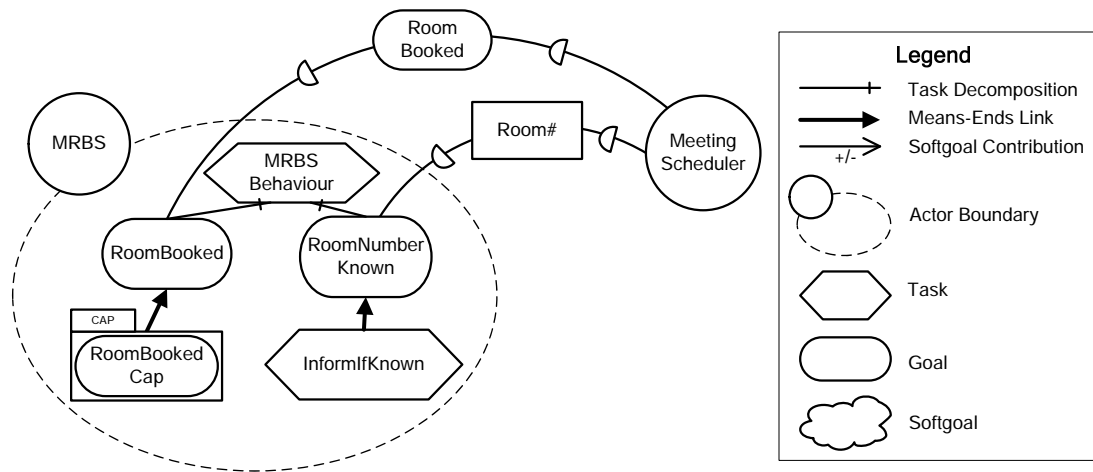 Room
Booked
MRBS
Room#
Meeting
Scheduler
MRBS
Behaviour
RoomBooked
RoomNumber
Known
CAP
RoomBooked
Cap
InformIfKnown
Legend
Task Decomposition
Means-Ends Link
Softgoal Contribution
+/-
Actor Boundary
Task
Goal
Softgoal